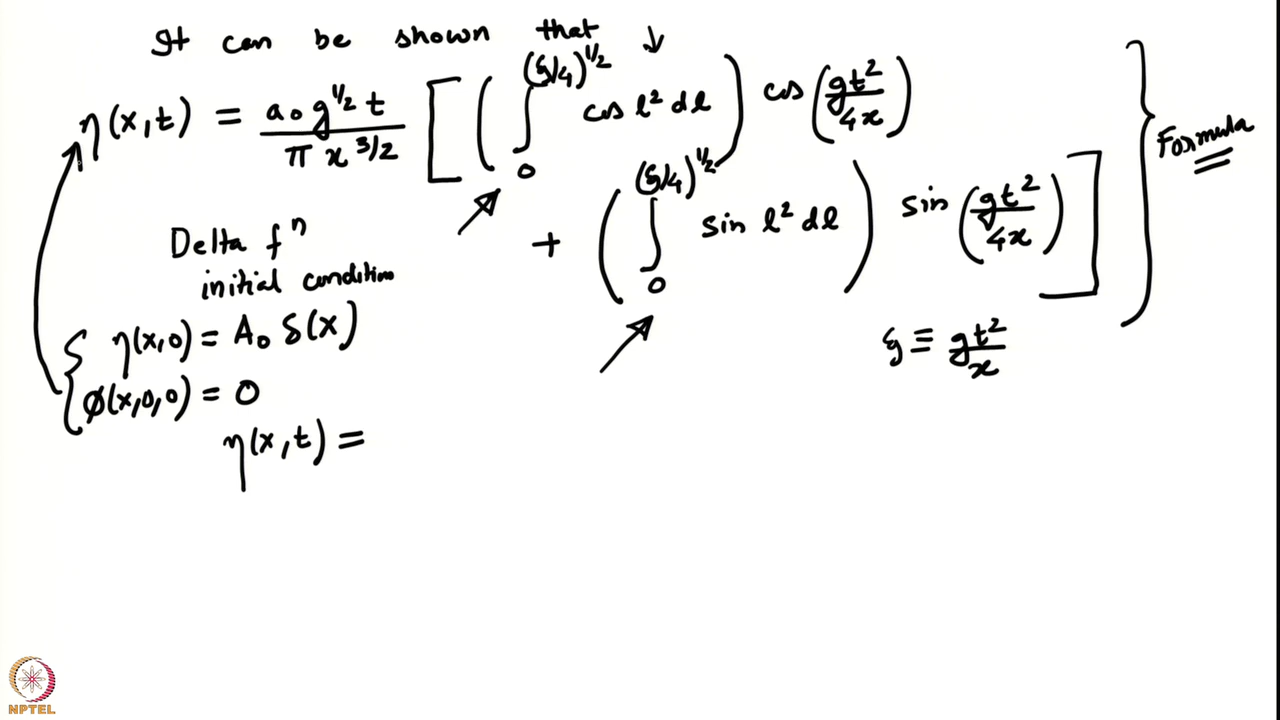 It can be shown that ↓
η(x,t) = a₀ g^{1/2} t / π x^{3/2} [ ( ∫₀^{(ξ/4)^{1/2}} cos l² dl ) cos (gt²/4x)
+ ( ∫₀^{(ξ/4)^{1/2}} sin l² dl ) sin (gt²/4x) ] } Formula
Delta fⁿ
initial condition
{ η(x,0) = A₀ δ(x)
ϕ(x,0,0) = 0
ξ ≡ gt²/x
η(x,t) =
NPTEL